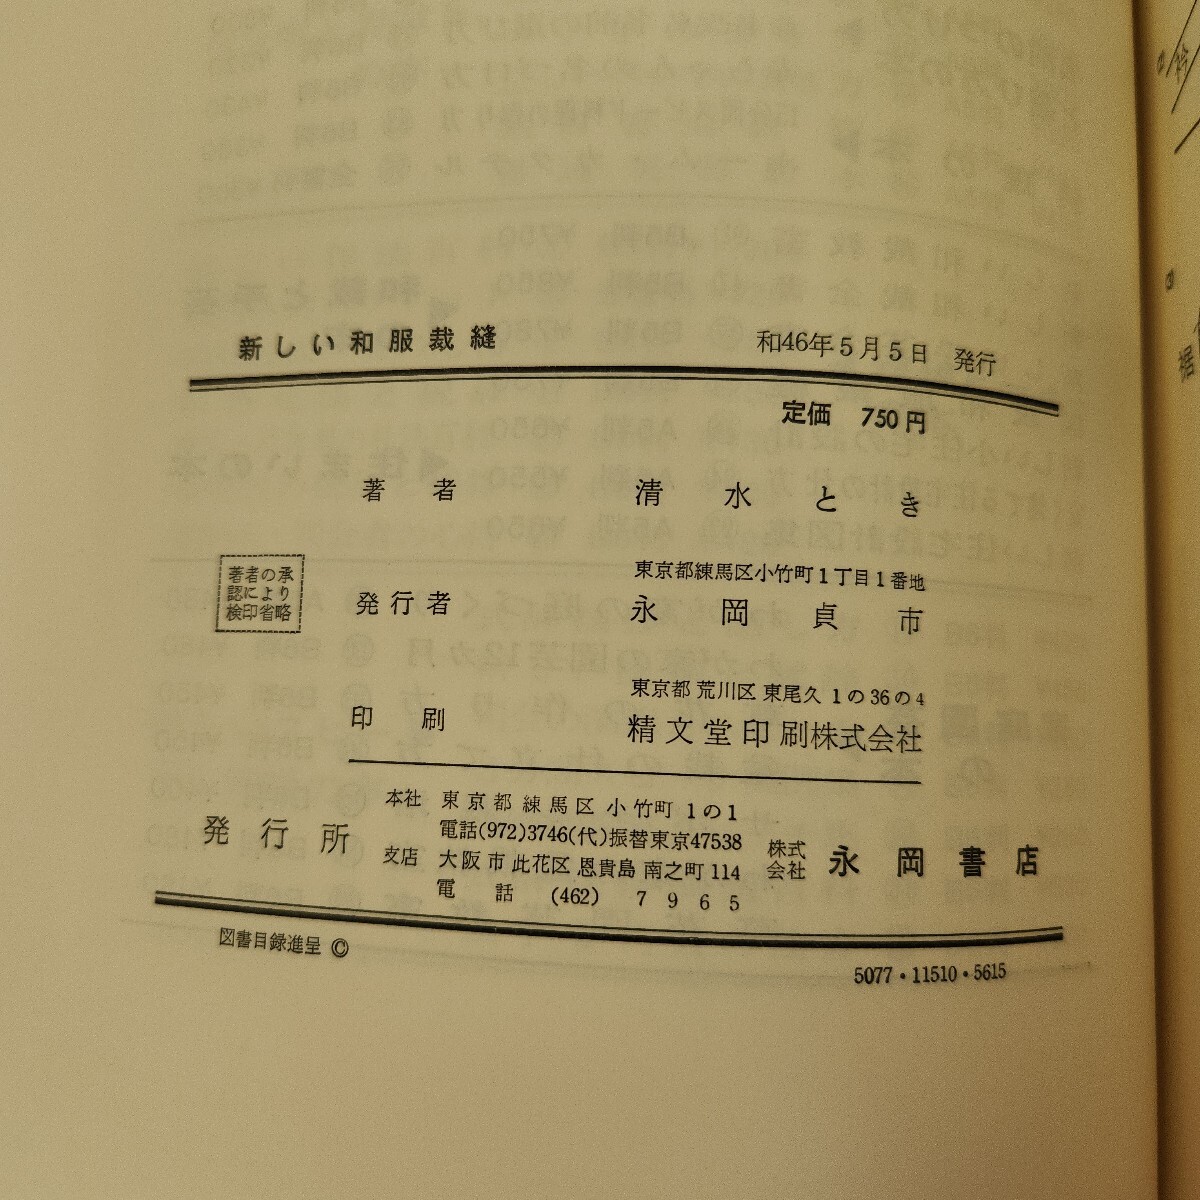 新しい和服裁縫
和46年5月5日 発行
定価 750円
著者 清水とき
著者の承
認により
検印省略
東京都練馬区小竹町1丁目1番地
発行者 永岡貞市
東京都 荒川区 東尾久 1の36の4
印刷 精文堂印刷株式会社
発行所
本社 東京都練馬区小竹町 1の1
電話(972)3746(代)振替東京47538
支店 大阪市此花区恩貴島南之町114
電話 (462) 7965
株式会社 永岡書店
図書目録進呈 ©
5077・11510・5615
衿
裾